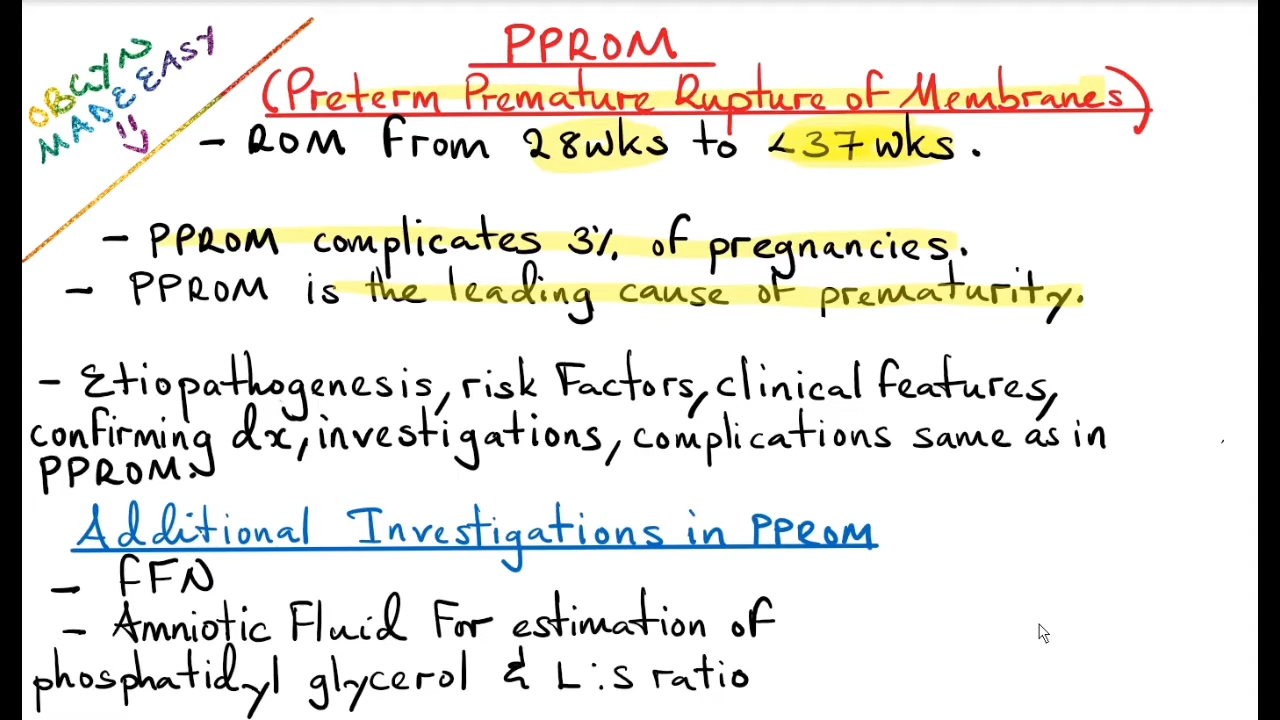 OBGYN
MADE EASY
PPROM
(Preterm Premature Rupture of Membranes)
- ROM from 28wks to <37wks.
- PPROM complicates 3% of pregnancies.
- PPROM is the leading cause of prematurity.
- Etiopathogenesis, risk Factors, clinical features,
confirming dx, investigations, complications same as in
PPROM.
Additional Investigations in PPROM
- fFN
- Amniotic Fluid For estimation of
phosphatidyl glycerol & L:S ratio